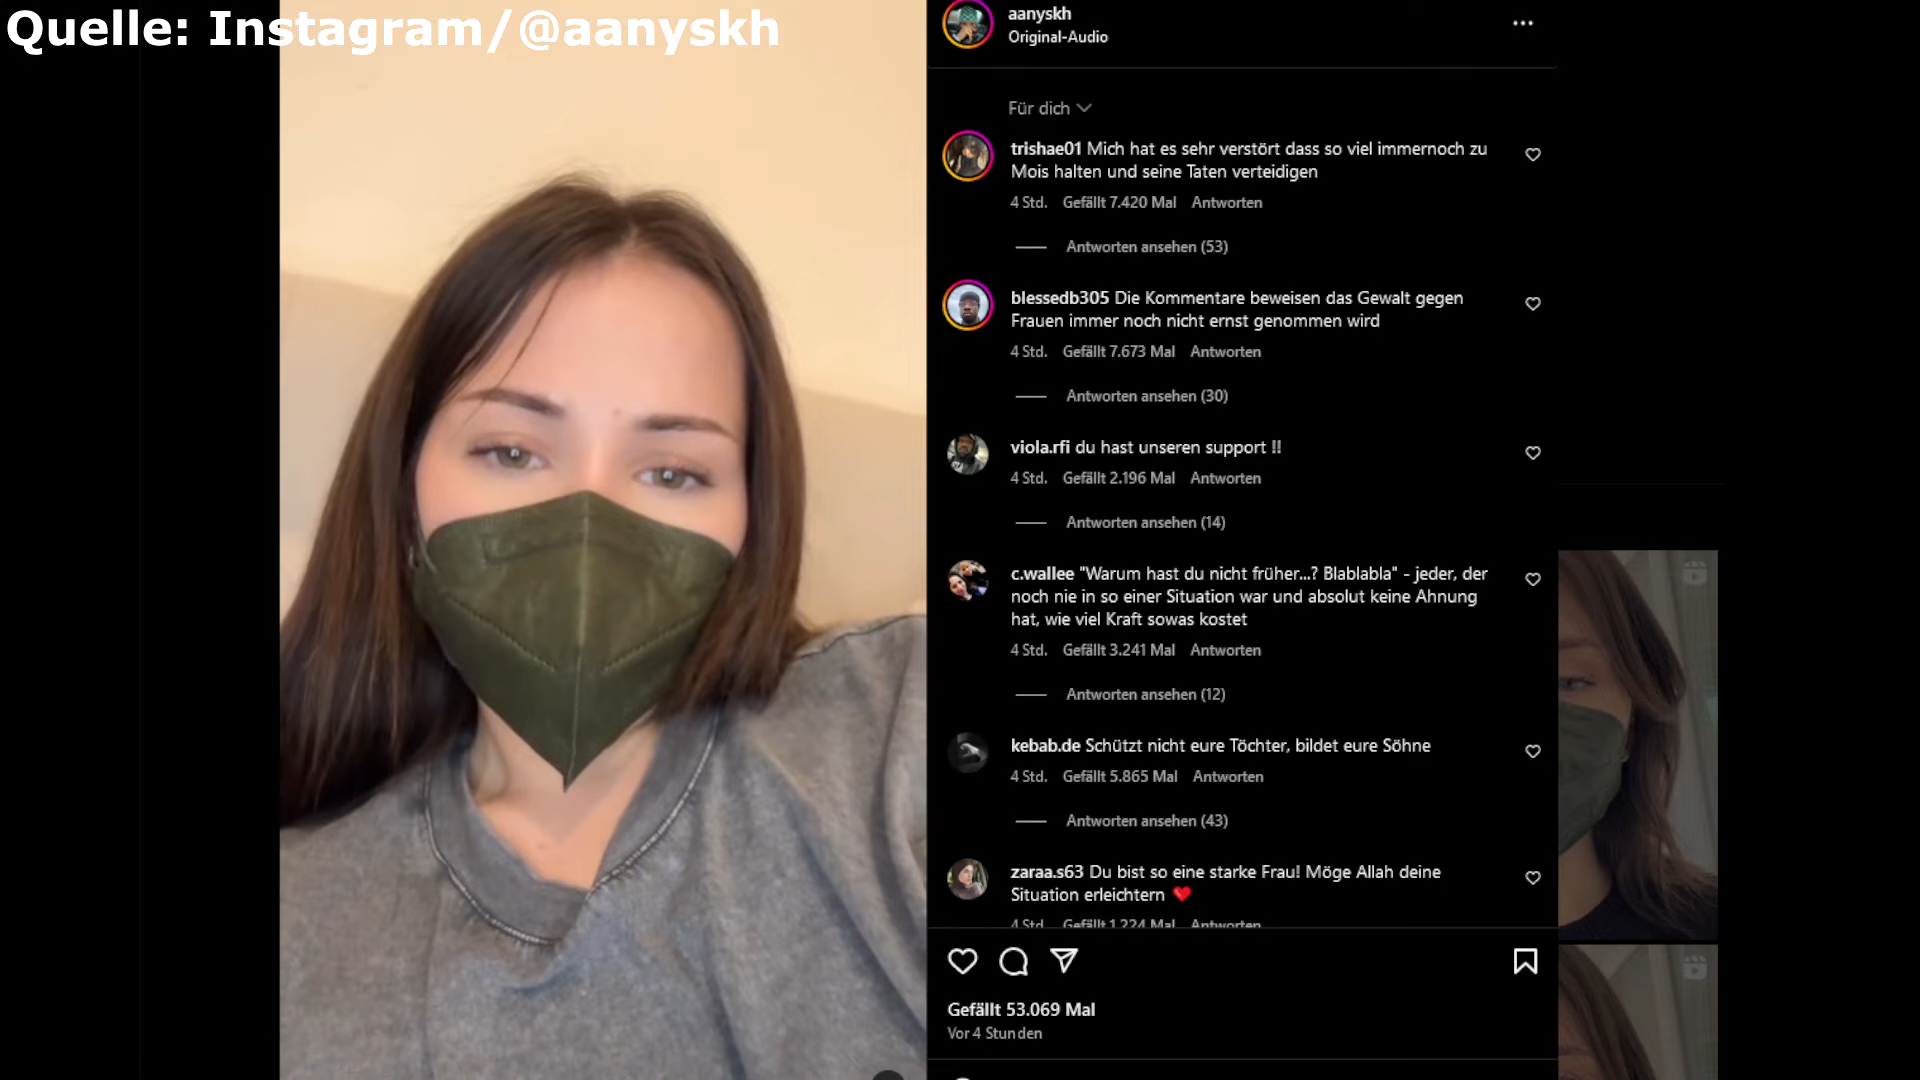 Quelle: Instagram/@aanyskh
aanyskh
Original-Audio
Für dich
trishae01 Mich hat es sehr verstört dass so viel immernoch zu
Mois halten und seine Taten verteidigen
4 Std. Gefällt 7.420 Mal Antworten
Antworten ansehen (53)
blessedb305 Die Kommentare beweisen das Gewalt gegen
Frauen immer noch nicht ernst genommen wird
4 Std. Gefällt 7.673 Mal Antworten
Antworten ansehen (30)
viola.rfi du hast unseren support !!
4 Std. Gefällt 2.196 Mal Antworten
Antworten ansehen (14)
c.wallee "Warum hast du nicht früher...? Blablabla" - jeder, der
noch nie in so einer Situation war und absolut keine Ahnung
hat, wie viel Kraft sowas kostet
4 Std. Gefällt 3.241 Mal Antworten
Antworten ansehen (12)
kebab.de Schützt nicht eure Töchter, bildet eure Söhne
4 Std. Gefällt 5.865 Mal Antworten
Antworten ansehen (43)
zaraa.s63 Du bist so eine starke Frau! Möge Allah deine
Situation erleichtern ❤️
4 Std. Gefällt 1.224 Mal Antworten
Gefällt 53.069 Mal
Vor 4 Stunden